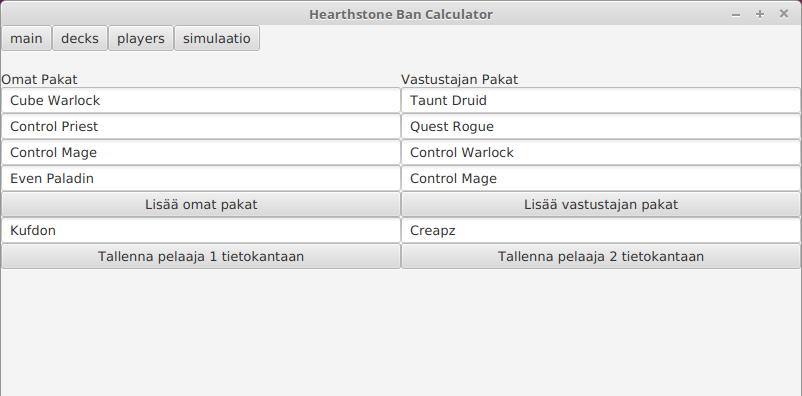 Hearthstone Ban Calculator
main decks players simulaatio
Omat Pakat Vastustajan Pakat
Cube Warlock Taunt Druid
Control Priest Quest Rogue
Control Mage Control Warlock
Even Paladin Control Mage
Lisää omat pakat Lisää vastustajan pakat
Kufdon Creapz
Tallenna pelaaja 1 tietokantaan Tallenna pelaaja 2 tietokantaan